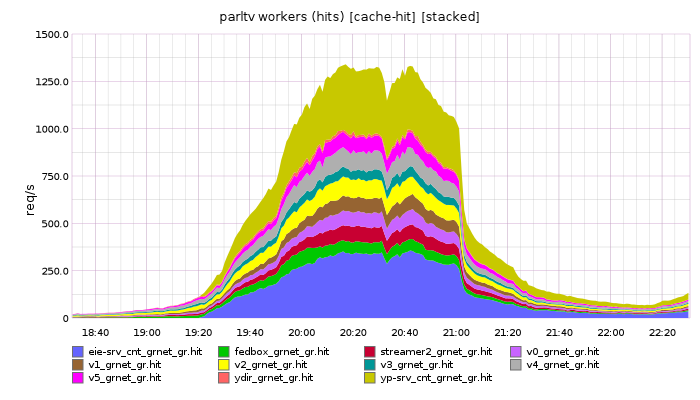 parltv workers (hits) [cache-hit] [stacked]
1500.0
1250.0
1000.0
750.0
500.0
250.0
0
req/s
18:40 19:00 19:20 19:40 20:00 20:20 20:40 21:00 21:20 21:40 22:00 22:20
eie-srv_cnt_grnet_gr.hit fedbox_grnet_gr.hit streamer2_grnet_gr.hit v0_grnet_gr.hit
v1_grnet_gr.hit v2_grnet_gr.hit v3_grnet_gr.hit v4_grnet_gr.hit
v5_grnet_gr.hit ydir_grnet_gr.hit yp-srv_cnt_grnet_gr.hit